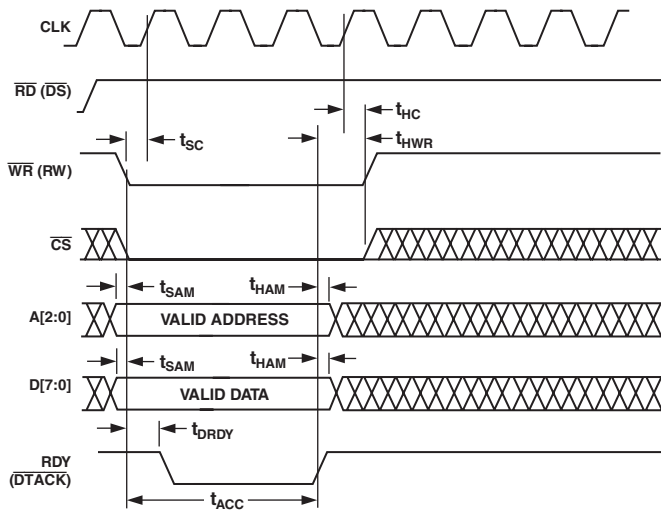 CLK
RD (DS)
tHC
tSC
tHWR
WR (RW)
CS
tSAM
tHAM
A[2:0]
VALID ADDRESS
tSAM
tHAM
D[7:0]
VALID DATA
tDRDY
RDY
(DTACK)
tACC